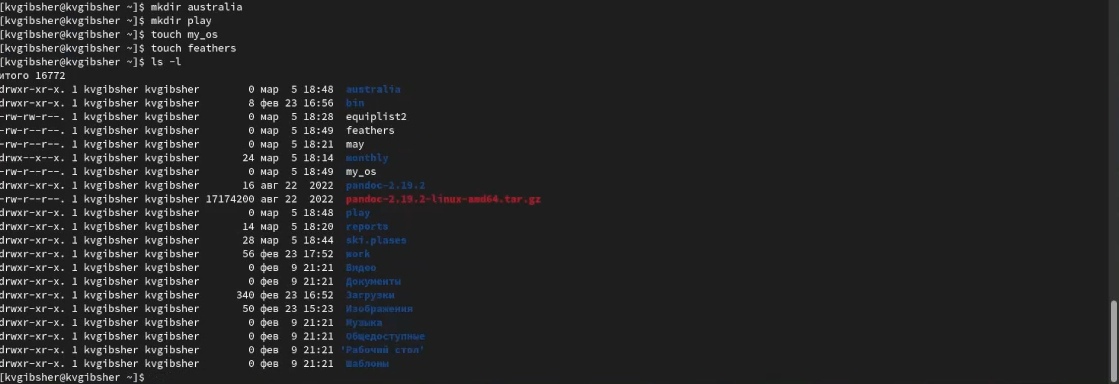 [kvgibsher@kvgibsher ~]$ mkdir australia
[kvgibsher@kvgibsher ~]$ mkdir play
[kvgibsher@kvgibsher ~]$ touch my_os
[kvgibsher@kvgibsher ~]$ touch feathers
[kvgibsher@kvgibsher ~]$ ls -l
итого 16772
drwxr-xr-x. 1 kvgibsher kvgibsher 0 мар 5 18:48 australia
drwxr-xr-x. 1 kvgibsher kvgibsher 8 фев 23 16:56 bin
-rw-rw-r--. 1 kvgibsher kvgibsher 0 мар 5 18:28 equiplist2
-rw-r--r--. 1 kvgibsher kvgibsher 0 мар 5 18:49 feathers
-rw-r--r--. 1 kvgibsher kvgibsher 0 мар 5 18:21 may
drwx--x--x. 1 kvgibsher kvgibsher 24 мар 5 18:14 monthly
-rw-r--r--. 1 kvgibsher kvgibsher 0 мар 5 18:49 my_os
drwxr-xr-x. 1 kvgibsher kvgibsher 16 авг 22 2022 pandoc-2.19.2
-rw-r--r--. 1 kvgibsher kvgibsher 17174200 авг 22 2022 pandoc-2.19.2-linux-amd64.tar.gz
drwxr-xr-x. 1 kvgibsher kvgibsher 0 мар 5 18:48 play
drwxr-xr-x. 1 kvgibsher kvgibsher 14 мар 5 18:20 reports
drwxr-xr-x. 1 kvgibsher kvgibsher 28 мар 5 18:44 ski.plases
drwxr-xr-x. 1 kvgibsher kvgibsher 56 фев 23 17:52 work
drwxr-xr-x. 1 kvgibsher kvgibsher 0 фев 9 21:21 Видео
drwxr-xr-x. 1 kvgibsher kvgibsher 0 фев 9 21:21 Документы
drwxr-xr-x. 1 kvgibsher kvgibsher 340 фев 23 16:52 Загрузки
drwxr-xr-x. 1 kvgibsher kvgibsher 50 фев 23 15:23 Изображения
drwxr-xr-x. 1 kvgibsher kvgibsher 0 фев 9 21:21 Музыка
drwxr-xr-x. 1 kvgibsher kvgibsher 0 фев 9 21:21 Общедоступные
drwxr-xr-x. 1 kvgibsher kvgibsher 0 фев 9 21:21 'Рабочий стол'
drwxr-xr-x. 1 kvgibsher kvgibsher 0 фев 9 21:21 Шаблоны
[kvgibsher@kvgibsher ~]$